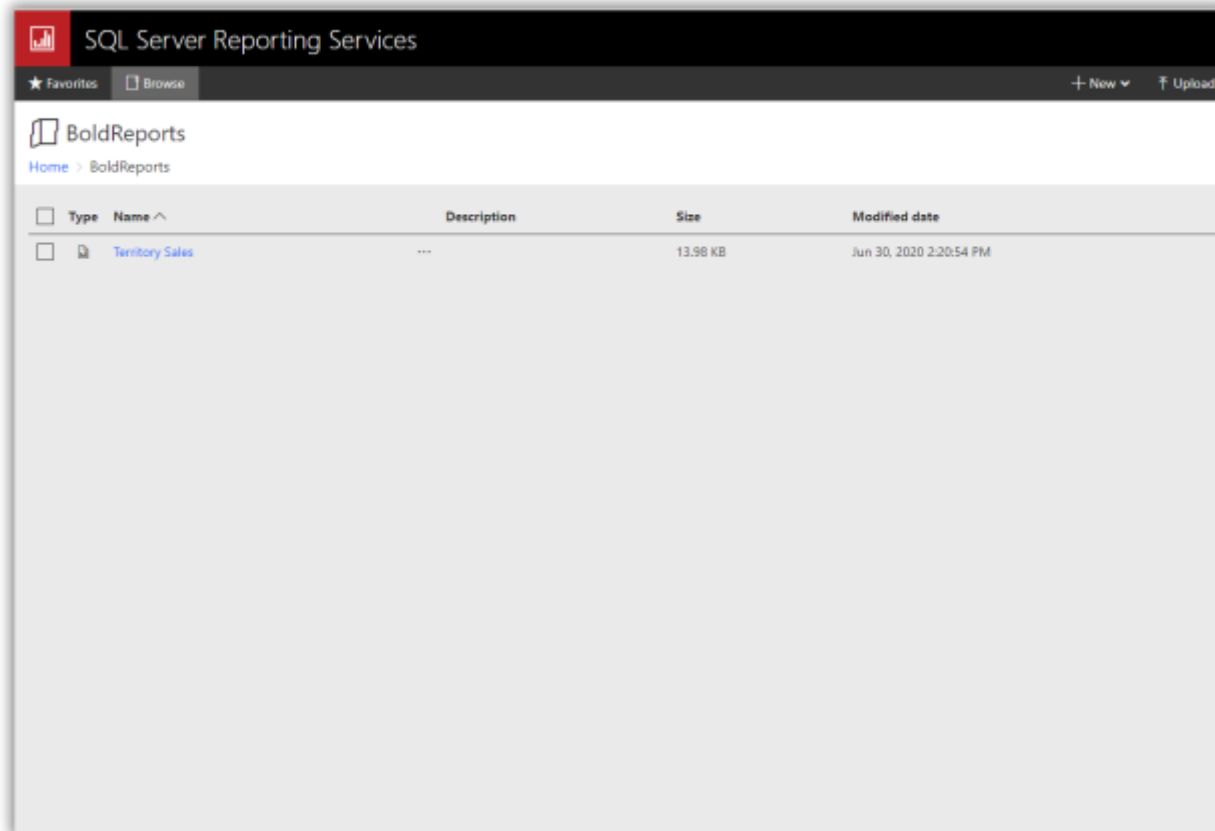 SQL Server Reporting Services
Favorites Browse New Upload
BoldReports
Home > BoldReports
Type Name Description Size Modified date
Territory Sales ... 13.98 KB Jun 30, 2020 2:20:54 PM